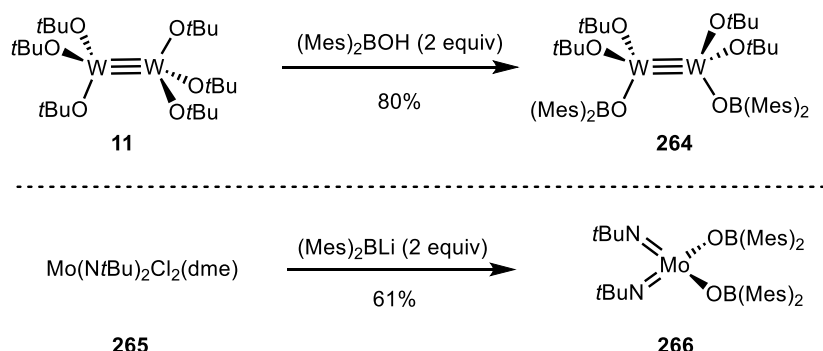 tBuO OtBu (Mes)2BOH (2 equiv) OtBu
tBuO tBuO OtBu
tBuO W≡W OtBu tBuO W≡W
tBuO OtBu 80% (Mes)2BO OB(Mes)2
11 264
tBuN OB(Mes)2
(Mes)2BLi (2 equiv)
Mo(NtBu)2Cl2(dme) Mo
61% tBuN OB(Mes)2
265 266